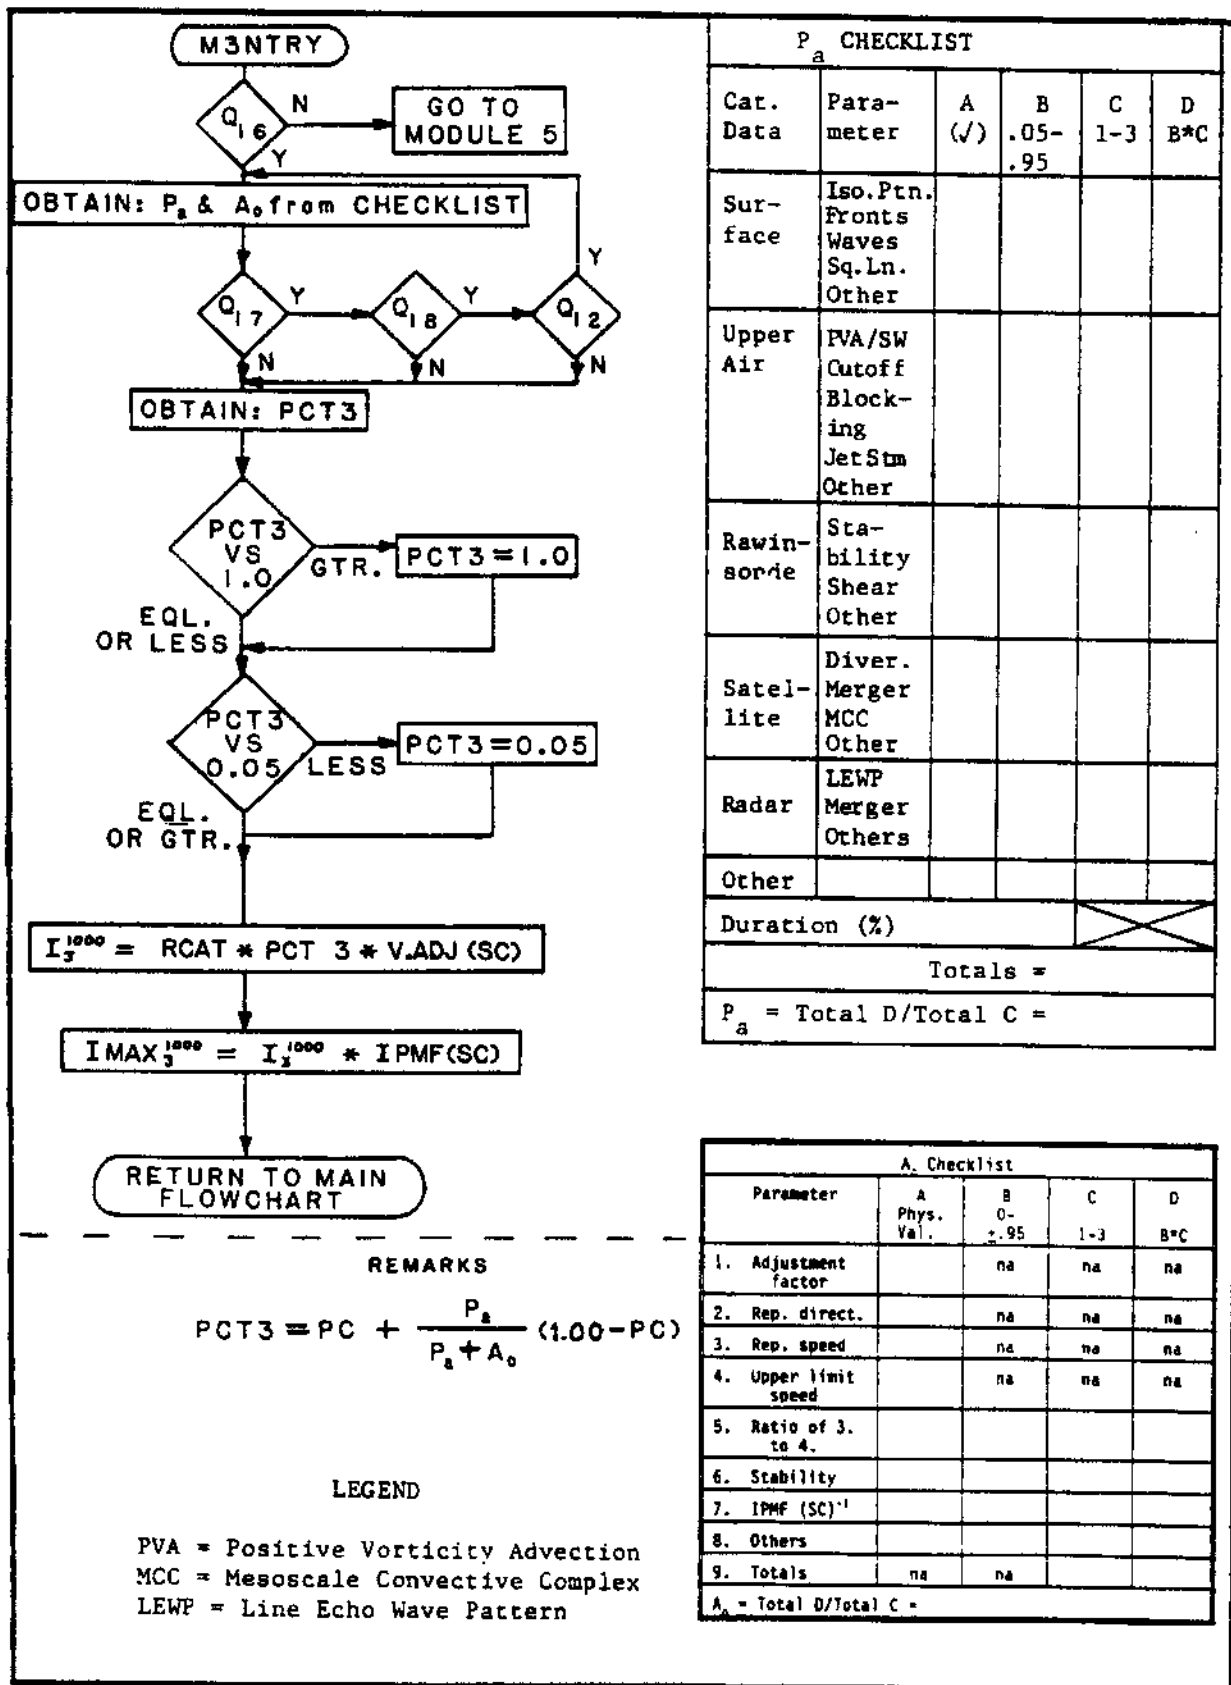 M3NTRY
Q16
N
GO TO
MODULE 5
Y
OBTAIN: Pa & Ao from CHECKLIST
Y
Q17
Y
Q18
Y
Q12
N
N
N
OBTAIN: PCT3
PCT3
VS
1.0
GTR.
PCT3=1.0
EQL.
OR LESS
PCT3
VS
0.05
LESS
PCT3=0.05
EQL.
OR GTR.
I3^1000 = RCAT * PCT 3 * V.ADJ (SC)
IMAX3^1000 = I3^1000 * IPMF(SC)
RETURN TO MAIN
FLOWCHART
REMARKS
PCT3 = PC + Pa / (Pa + Ao) (1.00-PC)
LEGEND
PVA = Positive Vorticity Advection
MCC = Mesoscale Convective Complex
LEWP = Line Echo Wave Pattern
Pa CHECKLIST
Cat. Data | Para-meter | A (√) | B .05-.95 | C 1-3 | D B*C
Sur-
face
Iso.Ptn.
Fronts
Waves
Sq.Ln.
Other
Upper
Air
PVA/SW
Cutoff
Block-
ing
JetStm
Other
Rawin-
sonde
Sta-
bility
Shear
Other
Satel-
lite
Diver.
Merger
MCC
Other
Radar
LEWP
Merger
Others
Other
Duration (%)
Totals =
Pa = Total D/Total C =
Ao Checklist
Parameter | A Phys. Val. | B 0-±.95 | C 1-3 | D B*C
1. Adjustment factor | na | na | na
2. Rep. direct. | na | na | na
3. Rep. speed | na | na | na
4. Upper limit speed | na | na | na
5. Ratio of 3. to 4.
6. Stability
7. IPMF (SC)^-1
8. Others
9. Totals | na | na
Ao = Total D/Total C =